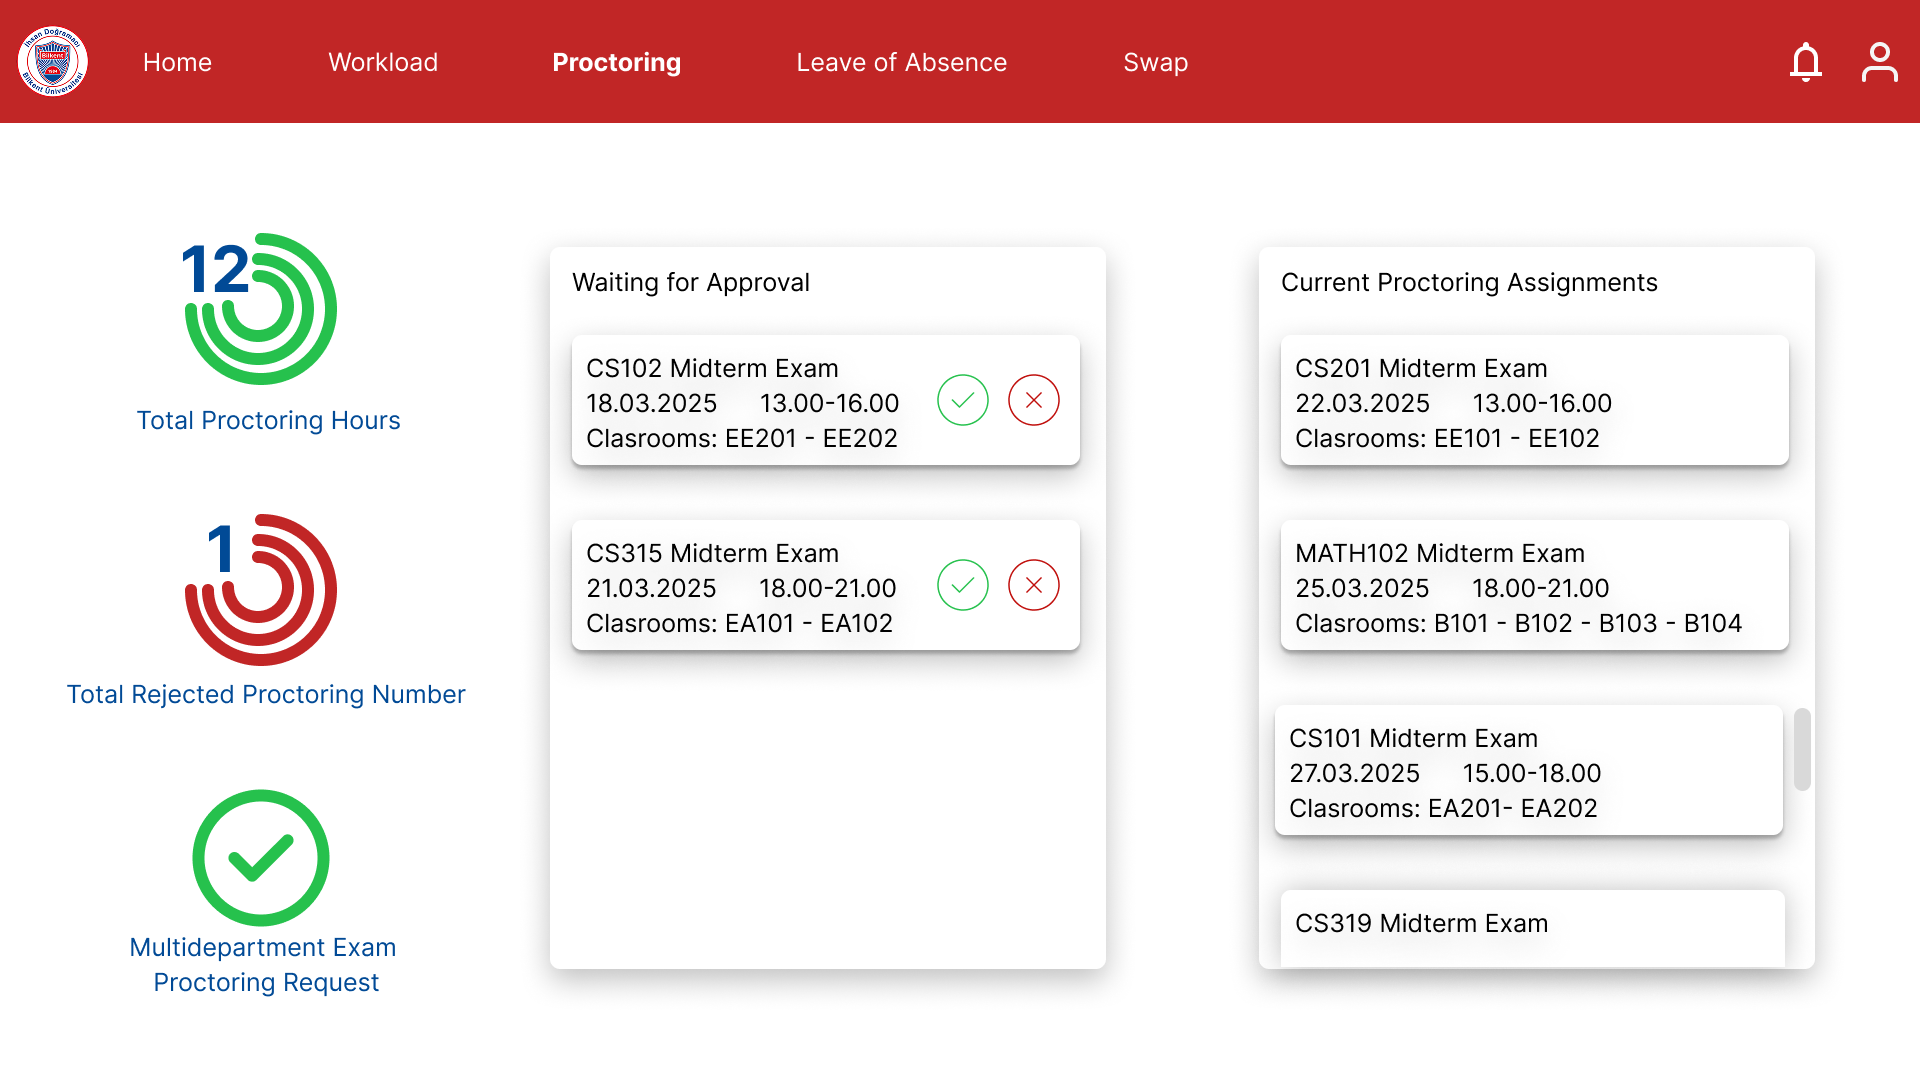 İhsan Doğramacı
Bilkent Üniversitesi
Home
Workload
Proctoring
Leave of Absence
Swap
12
Total Proctoring Hours
1
Total Rejected Proctoring Number
Multidepartment Exam
Proctoring Request
Waiting for Approval
CS102 Midterm Exam
18.03.2025 13.00-16.00
Clasrooms: EE201 - EE202
CS315 Midterm Exam
21.03.2025 18.00-21.00
Clasrooms: EA101 - EA102
Current Proctoring Assignments
CS201 Midterm Exam
22.03.2025 13.00-16.00
Clasrooms: EE101 - EE102
MATH102 Midterm Exam
25.03.2025 18.00-21.00
Clasrooms: B101 - B102 - B103 - B104
CS101 Midterm Exam
27.03.2025 15.00-18.00
Clasrooms: EA201- EA202
CS319 Midterm Exam